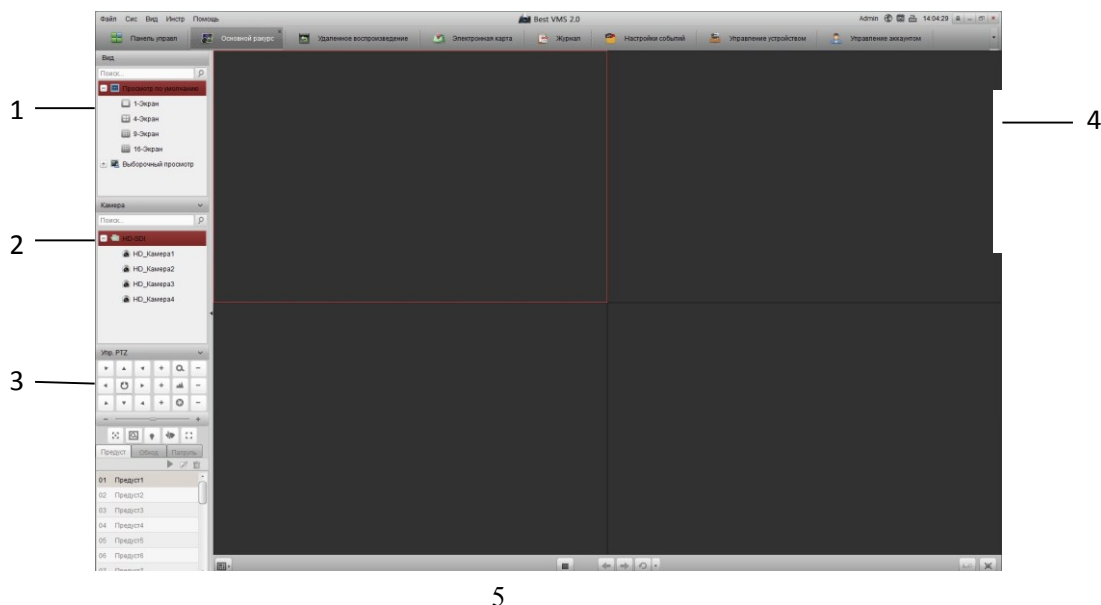 Файл Сис Вид Инстр Помощь
Best VMS 2.0
Admin 14:04:29
Панель управл
Основной ракурс
Удаленное воспроизведение
Электронная карта
Журнал
Настройки событий
Управление устройством
Управление аккаунтом
Вид
Поиск...
Просмотр по умолчанию
1
1-Экран
4
4-Экран
9-Экран
16-Экран
Выборочный просмотр
Камера
Поиск...
2
HD-SDI
HD_Камера1
HD_Камера2
HD_Камера3
HD_Камера4
Упр. PTZ
3
Предуст Обход Патруль
01 Предуст1
02 Предуст2
03 Предуст3
04 Предуст4
05 Предуст5
06 Предуст6
07 Предуст7
5